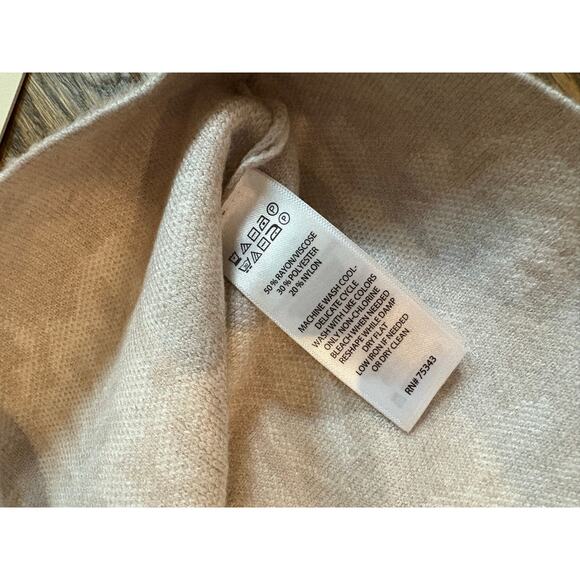 50% RAYON/VISCOSE
30% POLYESTER
20% NYLON
MACHINE WASH COOL-
DELICATE CYCLE
WASH WITH LIKE COLORS
ONLY NON-CHLORINE
BLEACH WHEN NEEDED
RESHAPE WHILE DAMP
DRY FLAT
LOW IRON IF NEEDED
OR DRY CLEAN
RN# 75343